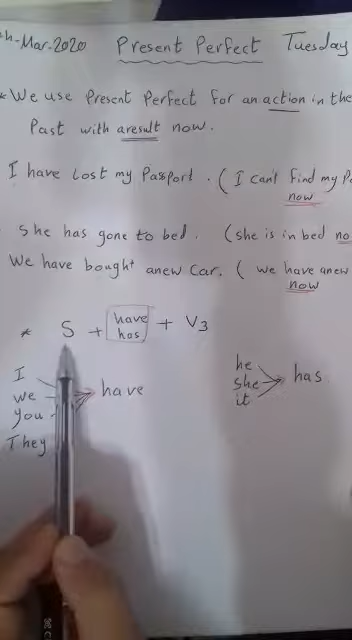 Mar. 2020 Present Perfect Tuesday
* We use Present Perfect for an action in the
Past with aresult now.
I have lost my Passport. (I can't find my
now
She has gone to bed. (she is in bed
We have bought anew Car. ( we have anew
now
* S + have has + V3
I
we
you
They
have
he
she
it
has